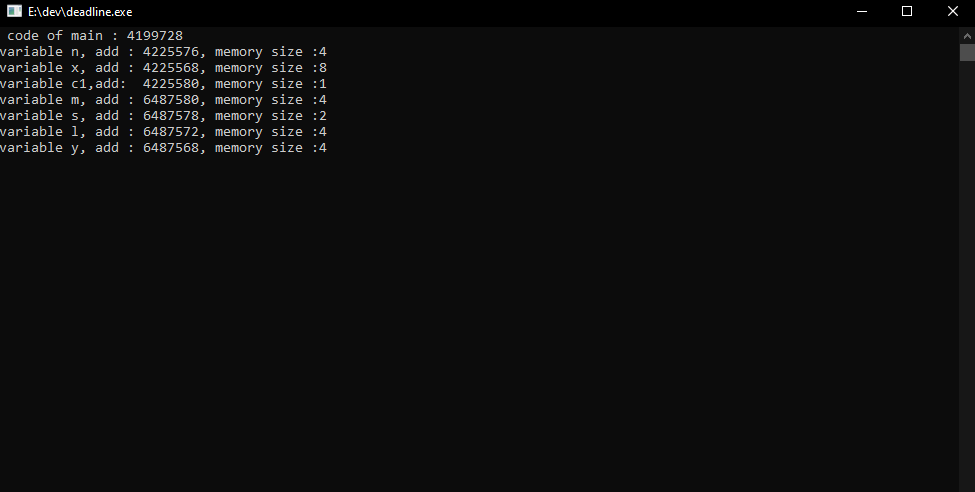 E:\dev\deadline.exe
code of main : 4199728
variable n, add : 4225576, memory size :4
variable x, add : 4225568, memory size :8
variable c1,add:  4225580, memory size :1
variable m, add : 6487580, memory size :4
variable s, add : 6487578, memory size :2
variable l, add : 6487572, memory size :4
variable y, add : 6487568, memory size :4